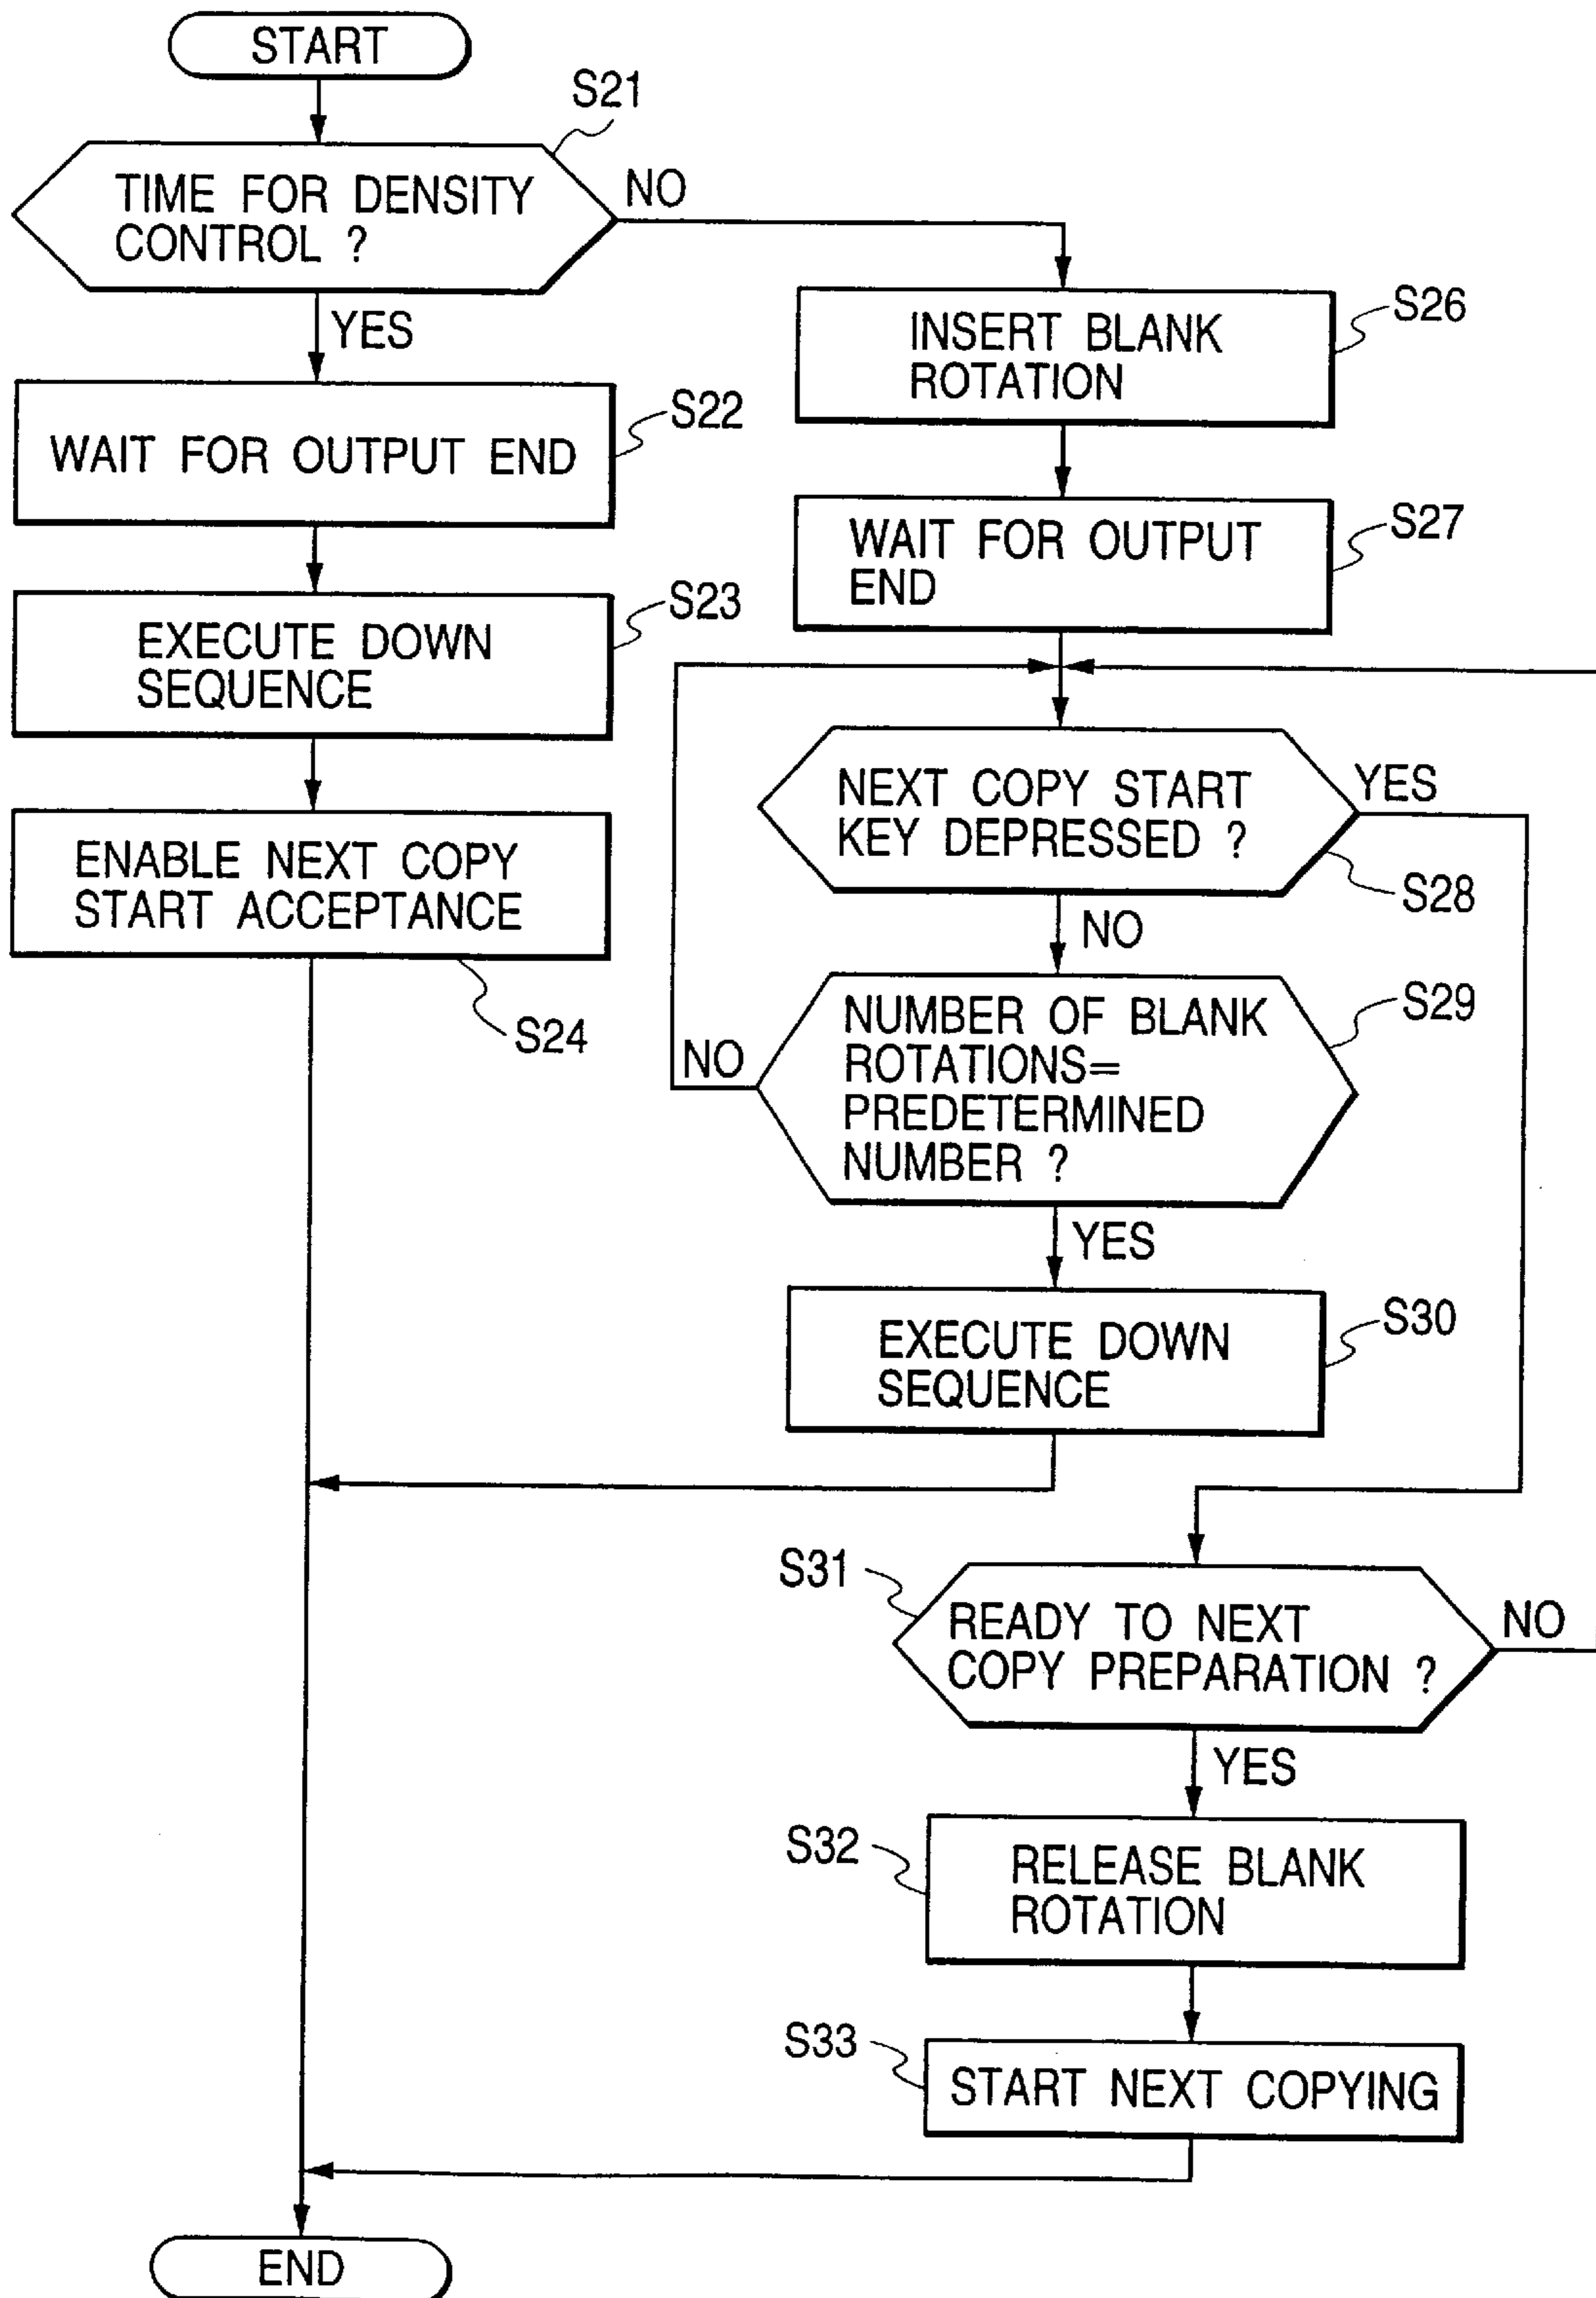 START
S21
TIME FOR DENSITY
CONTROL ?
NO
YES
S22
WAIT FOR OUTPUT END
S23
EXECUTE DOWN
SEQUENCE
ENABLE NEXT COPY
START ACCEPTANCE
S24
S26
INSERT BLANK
ROTATION
S27
WAIT FOR OUTPUT
END
NEXT COPY START
KEY DEPRESSED ?
YES
S28
NO
S29
NUMBER OF BLANK
ROTATIONS=
PREDETERMINED
NUMBER ?
NO
YES
S30
EXECUTE DOWN
SEQUENCE
S31
READY TO NEXT
COPY PREPARATION ?
NO
YES
S32
RELEASE BLANK
ROTATION
S33
START NEXT COPYING
END